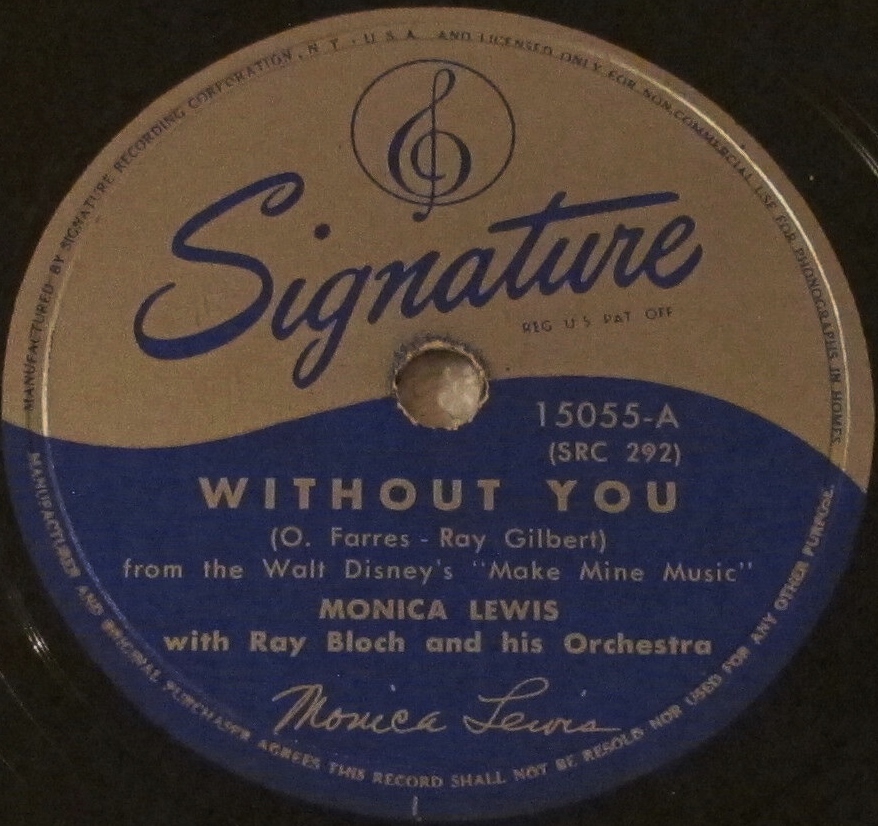 MANUFACTURED BY SIGNATURE RECORDING CORPORATION, N.Y. - U.S.A. AND LICENSED ONLY FOR NON-COMMERCIAL USE FOR PHONOGRAPHS IN HOMES.
Signature
REG U S PAT OFF
15055-A
(SRC 292)
WITHOUT YOU
(O. Farres - Ray Gilbert)
from the Walt Disney's "Make Mine Music"
MONICA LEWIS
with Ray Bloch and his Orchestra
Monica Lewis
MANUFACTURER AND ORIGINAL PURCHASER AGREES THIS RECORD SHALL NOT BE RESOLD NOR USED FOR ANY OTHER PURPOSE.